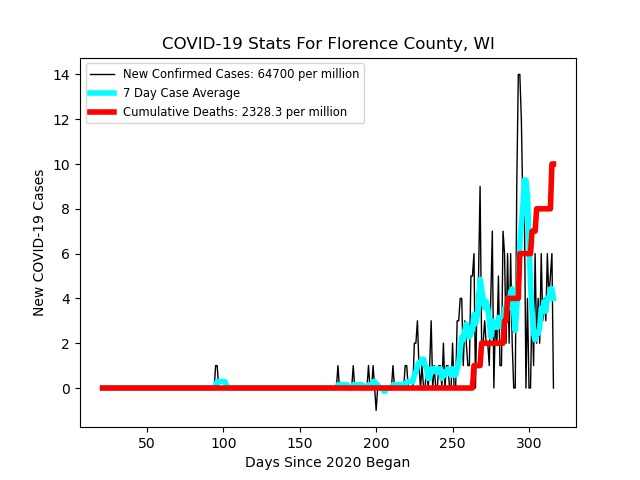 COVID-19 Stats For Florence County, WI
New Confirmed Cases: 64700 per million
7 Day Case Average
Cumulative Deaths: 2328.3 per million
14
12
10
8
6
4
2
0
New COVID-19 Cases
50 100 150 200 250 300
Days Since 2020 Began